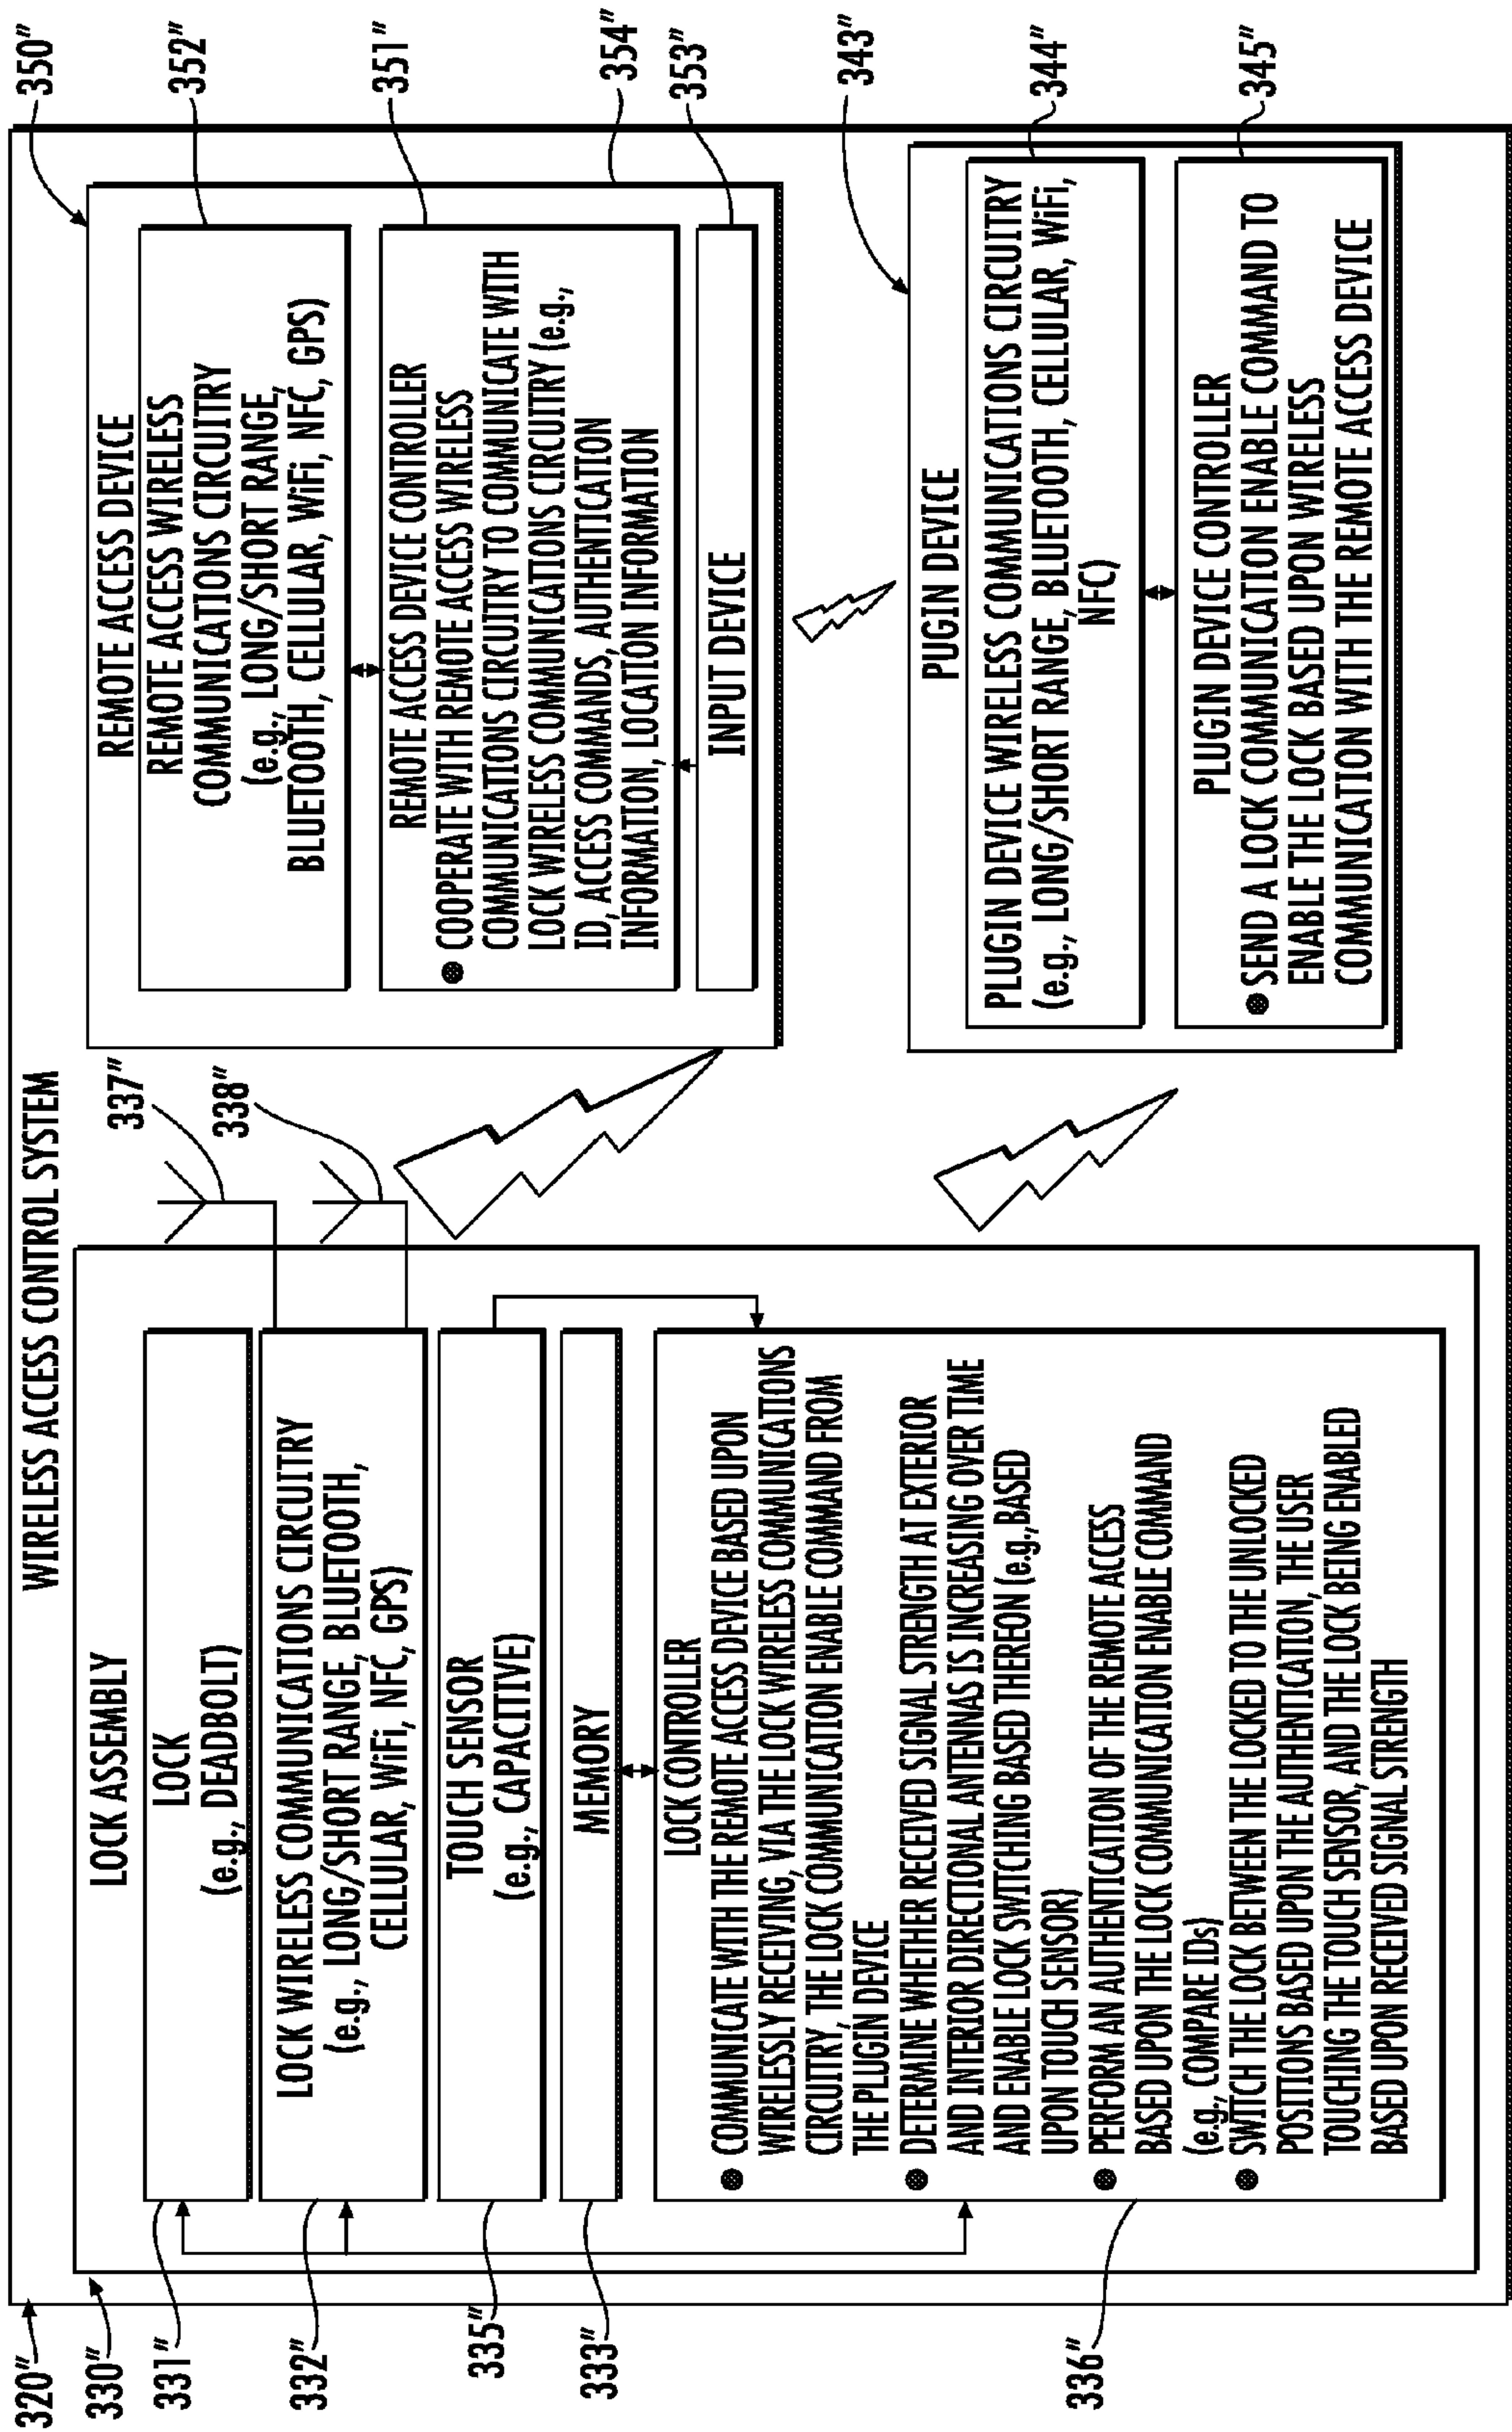 WIRELESS ACCESS CONTROL SYSTEM
320″
330″
LOCK ASSEMBLY
331″
LOCK
(e.g., DEADBOLT)
332″
LOCK WIRELESS COMMUNICATIONS CIRCUITRY
(e.g., LONG/SHORT RANGE, BLUETOOTH,
CELLULAR, WiFi, NFC, GPS)
335″
TOUCH SENSOR
(e.g., CAPACITIVE)
333″
MEMORY
336″
LOCK CONTROLLER
● COMMUNICATE WITH THE REMOTE ACCESS DEVICE BASED UPON
WIRELESSLY RECEIVING, VIA THE LOCK WIRELESS COMMUNICATIONS
CIRCUITRY, THE LOCK COMMUNICATION ENABLE COMMAND FROM
THE PLUGIN DEVICE
● DETERMINE WHETHER RECEIVED SIGNAL STRENGTH AT EXTERIOR
AND INTERIOR DIRECTIONAL ANTENNAS IS INCREASING OVER TIME
AND ENABLE LOCK SWITCHING BASED THEREON (e.g., BASED
UPON TOUCH SENSOR)
● PERFORM AN AUTHENTICATION OF THE REMOTE ACCESS
BASED UPON THE LOCK COMMUNICATION ENABLE COMMAND
(e.g., COMPARE IDs)
● SWITCH THE LOCK BETWEEN THE LOCKED TO THE UNLOCKED
POSITIONS BASED UPON THE AUTHENTICATION, THE USER
TOUCHING THE TOUCH SENSOR, AND THE LOCK BEING ENABLED
BASED UPON RECEIVED SIGNAL STRENGTH
337″
338″
350″
REMOTE ACCESS DEVICE
352″
REMOTE ACCESS WIRELESS
COMMUNICATIONS CIRCUITRY
(e.g., LONG/SHORT RANGE,
BLUETOOTH, CELLULAR, WiFi, NFC, GPS)
351″
REMOTE ACCESS DEVICE CONTROLLER
● COOPERATE WITH REMOTE ACCESS WIRELESS
COMMUNICATIONS CIRCUITRY TO COMMUNICATE WITH
LOCK WIRELESS COMMUNICATIONS CIRCUITRY (e.g.,
ID, ACCESS COMMANDS, AUTHENTICATION
INFORMATION, LOCATION INFORMATION
354″
353″
INPUT DEVICE
343″
PLUGIN DEVICE
344″
PLUGIN DEVICE WIRELESS COMMUNICATIONS CIRCUITRY
(e.g., LONG/SHORT RANGE, BLUETOOTH, CELLULAR, WiFi,
NFC)
345″
PLUGIN DEVICE CONTROLLER
● SEND A LOCK COMMUNICATION ENABLE COMMAND TO
ENABLE THE LOCK BASED UPON WIRELESS
COMMUNICATION WITH THE REMOTE ACCESS DEVICE